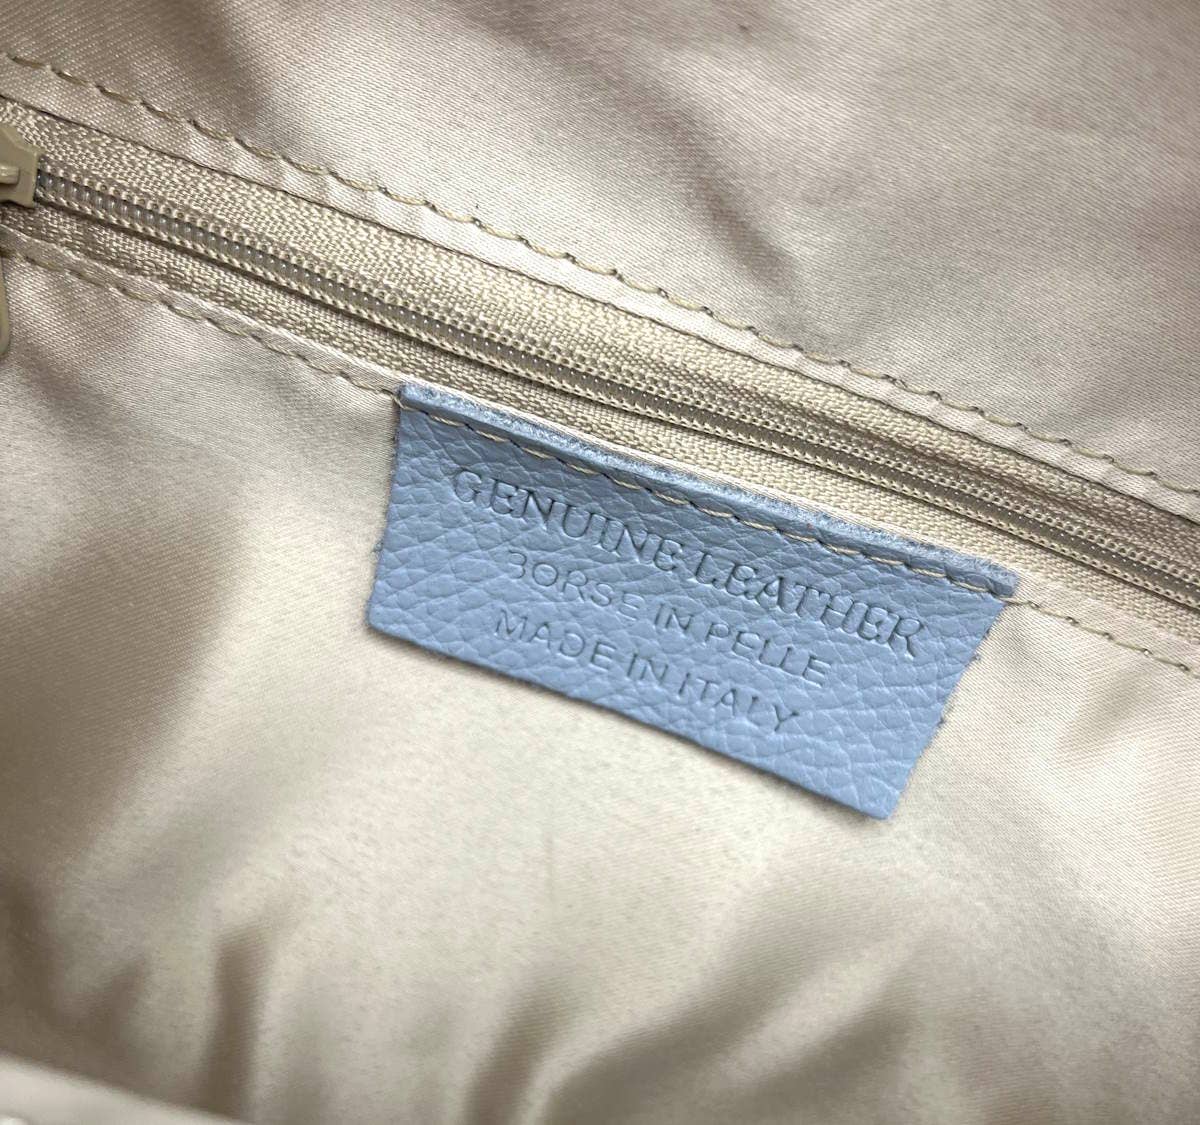 GENUINE LEATHER
BORSE IN PELLE
MADE IN ITALY